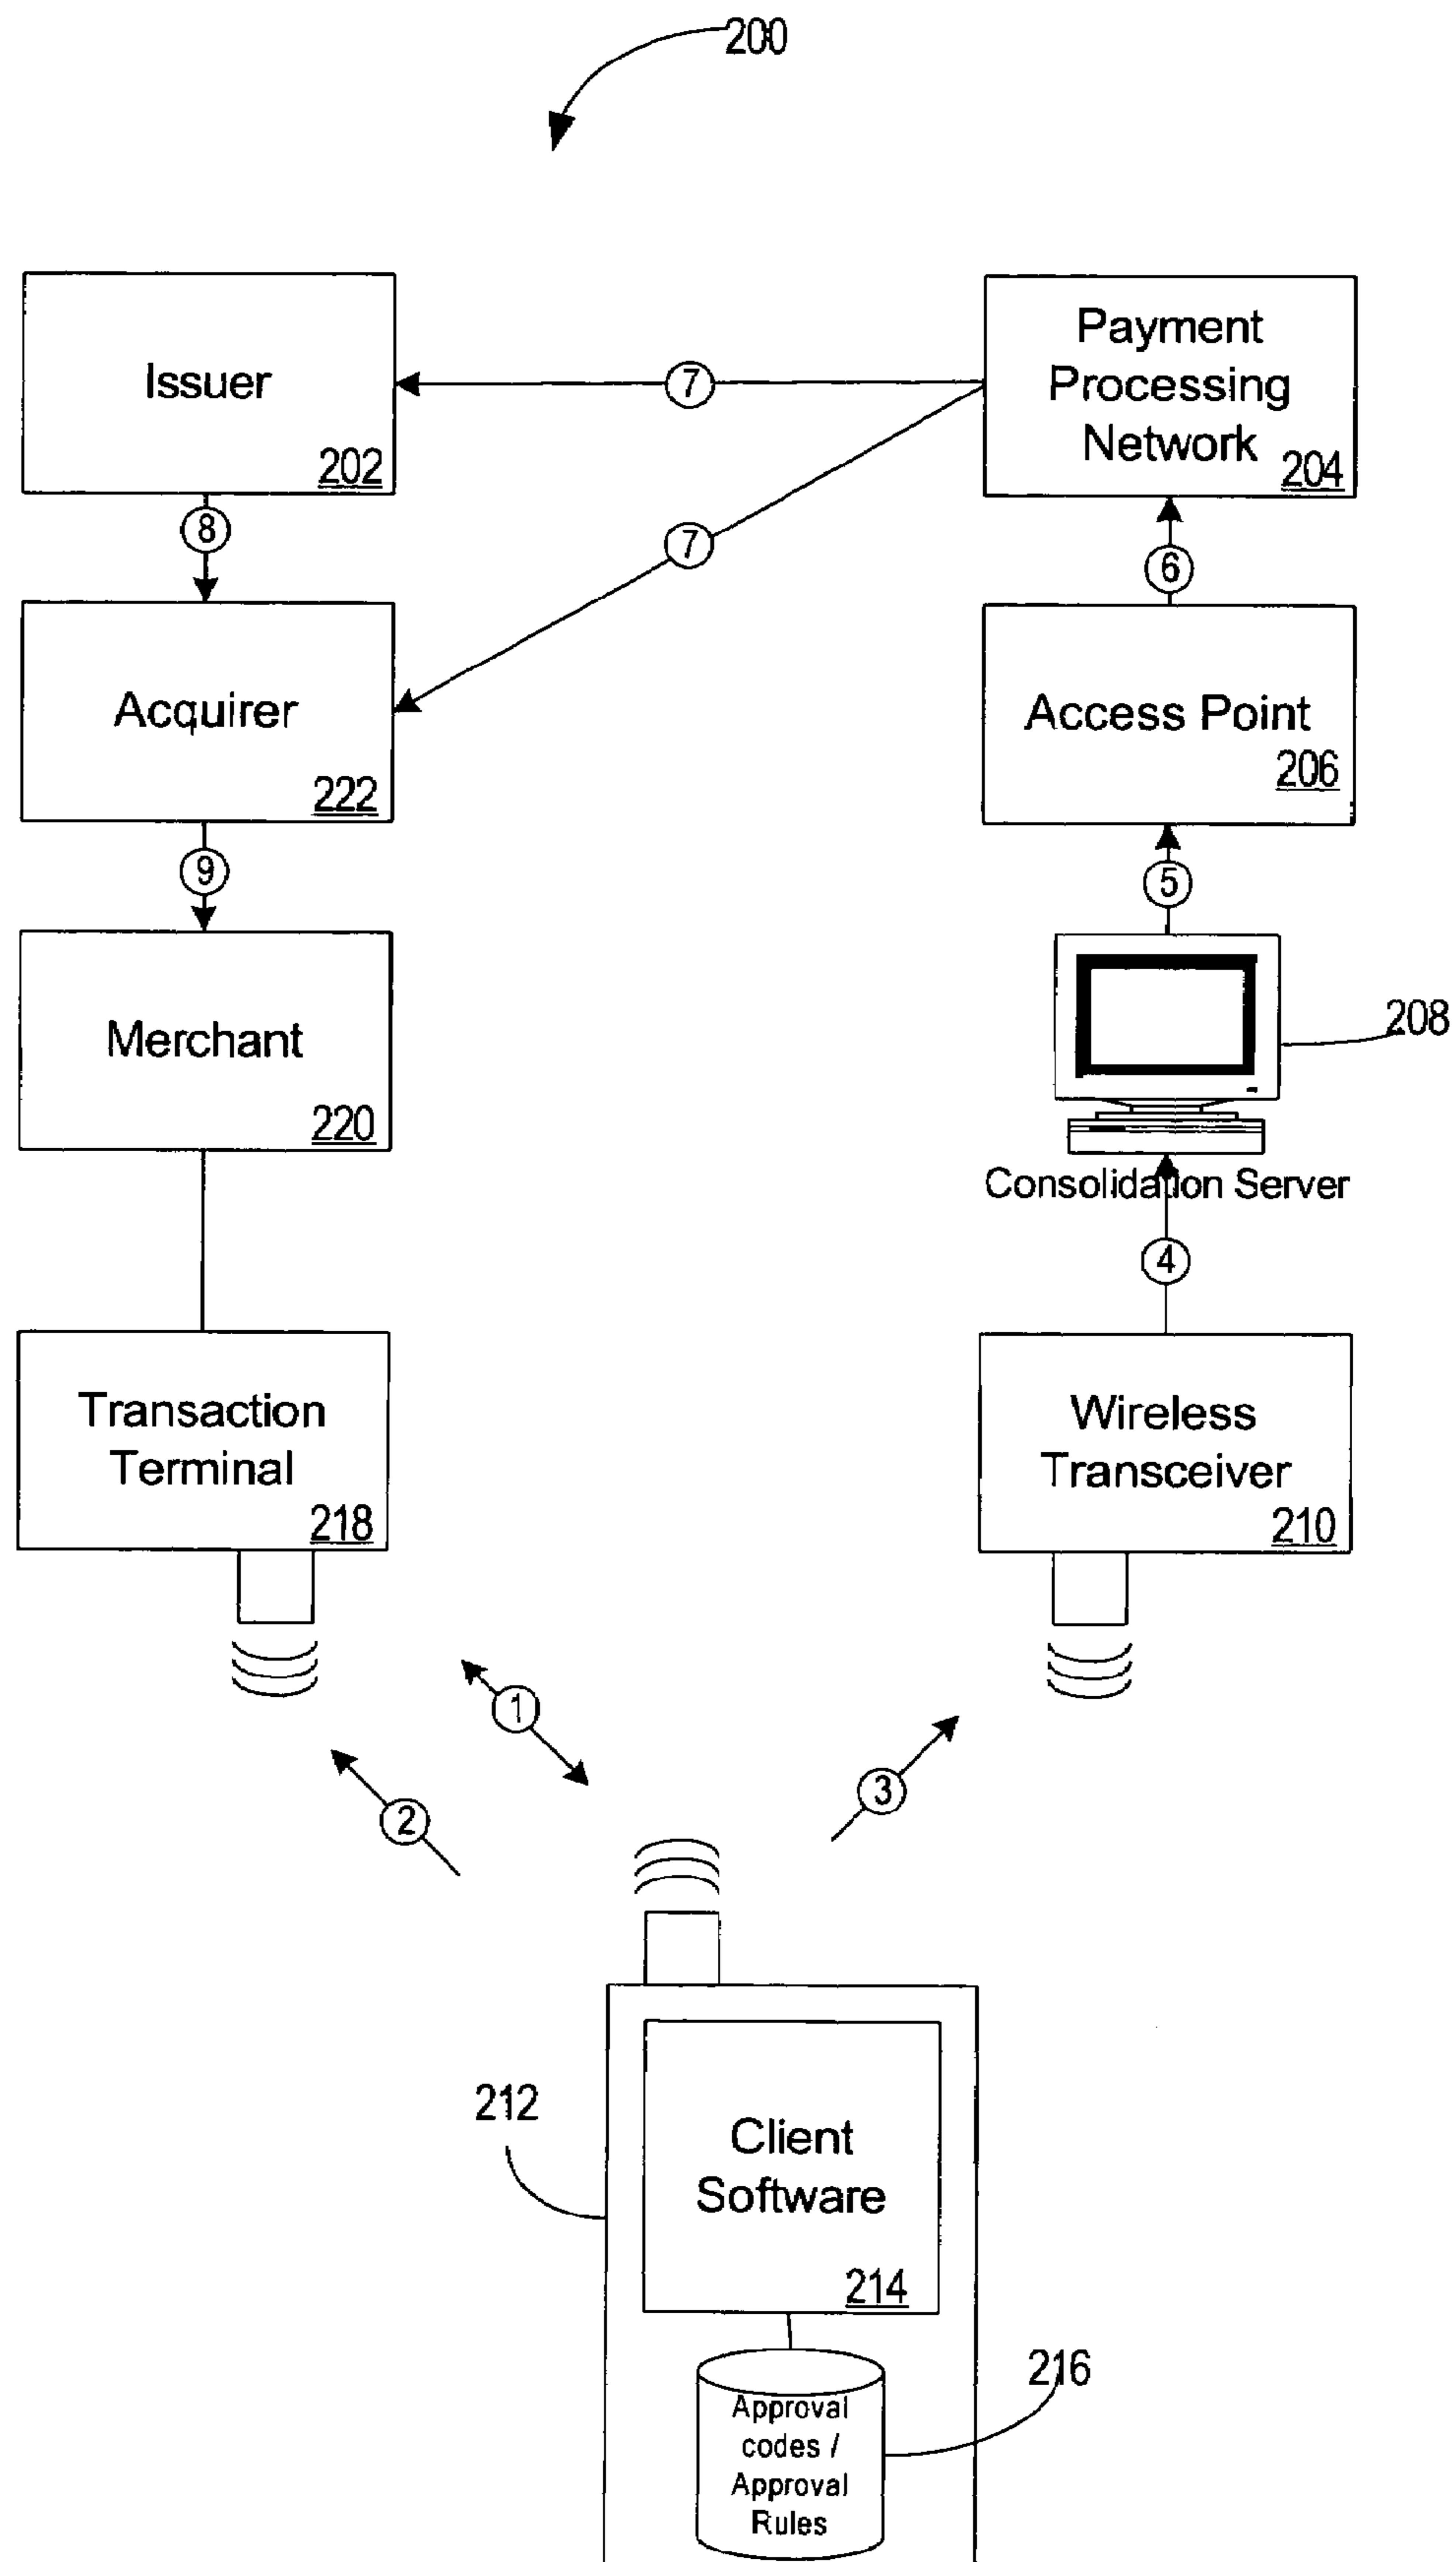 200
Issuer
202
Payment
Processing
Network
204
7
8
7
6
Acquirer
222
Access Point
206
9
5
Merchant
220
208
Consolidation Server
4
Transaction
Terminal
218
Wireless
Transceiver
210
1
2
3
212
Client
Software
214
216
Approval
codes /
Approval
Rules